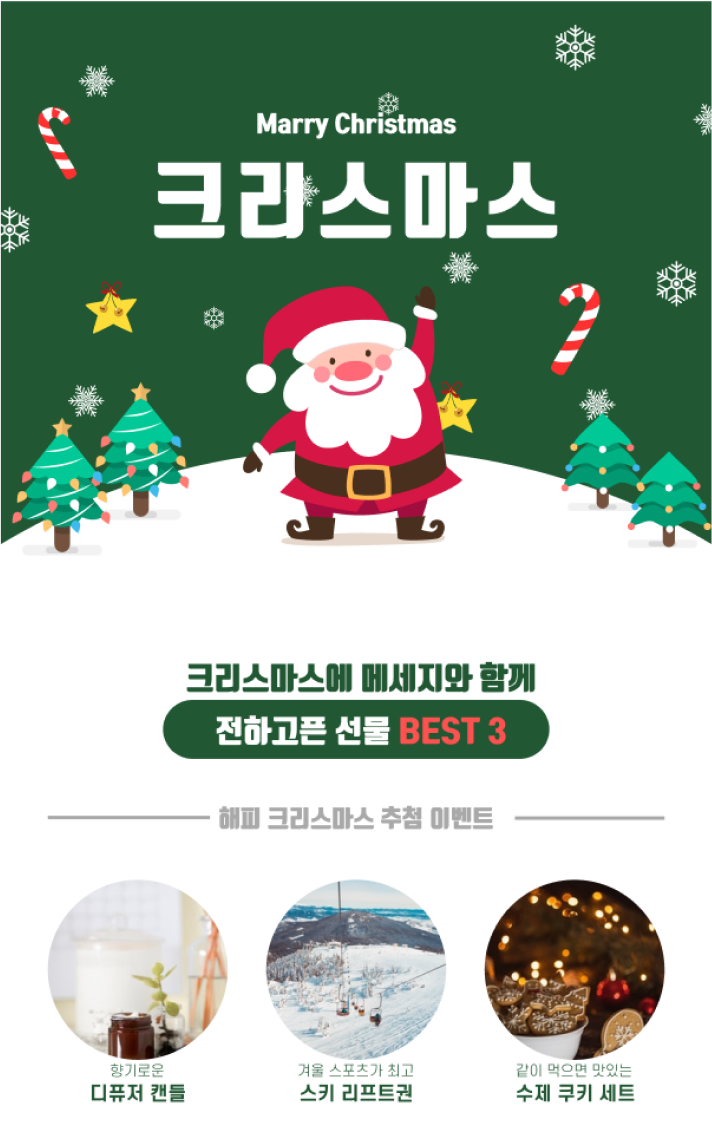 Marry Christmas
크리스마스
크리스마스에 메세지와 함께
전하고픈 선물 BEST 3
해피 크리스마스 추첨 이벤트
향기로운
디퓨저 캔들
겨울 스포츠가 최고
스키 리프트권
같이 먹으면 맛있는
수제 쿠키 세트